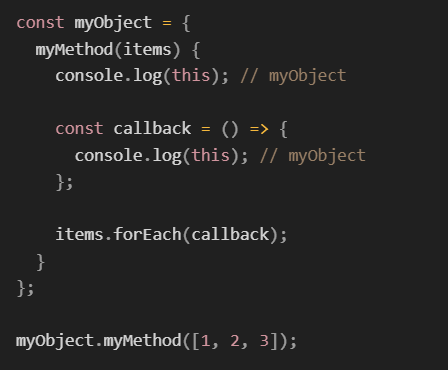 const myObject = {
  myMethod(items) {
    console.log(this); // myObject

    const callback = () => {
      console.log(this); // myObject
    };

    items.forEach(callback);
  }
};

myObject.myMethod([1, 2, 3]);